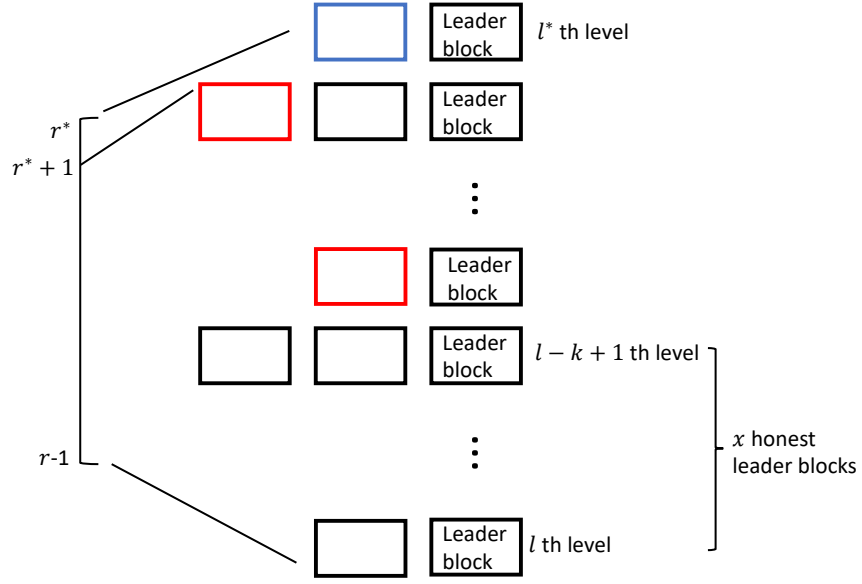 Leader
block
l* th level
Leader
block
r*
r* + 1
⋮
Leader
block
Leader
block
l − k + 1 th level
r-1
⋮
x honest
leader blocks
Leader
block
l th level